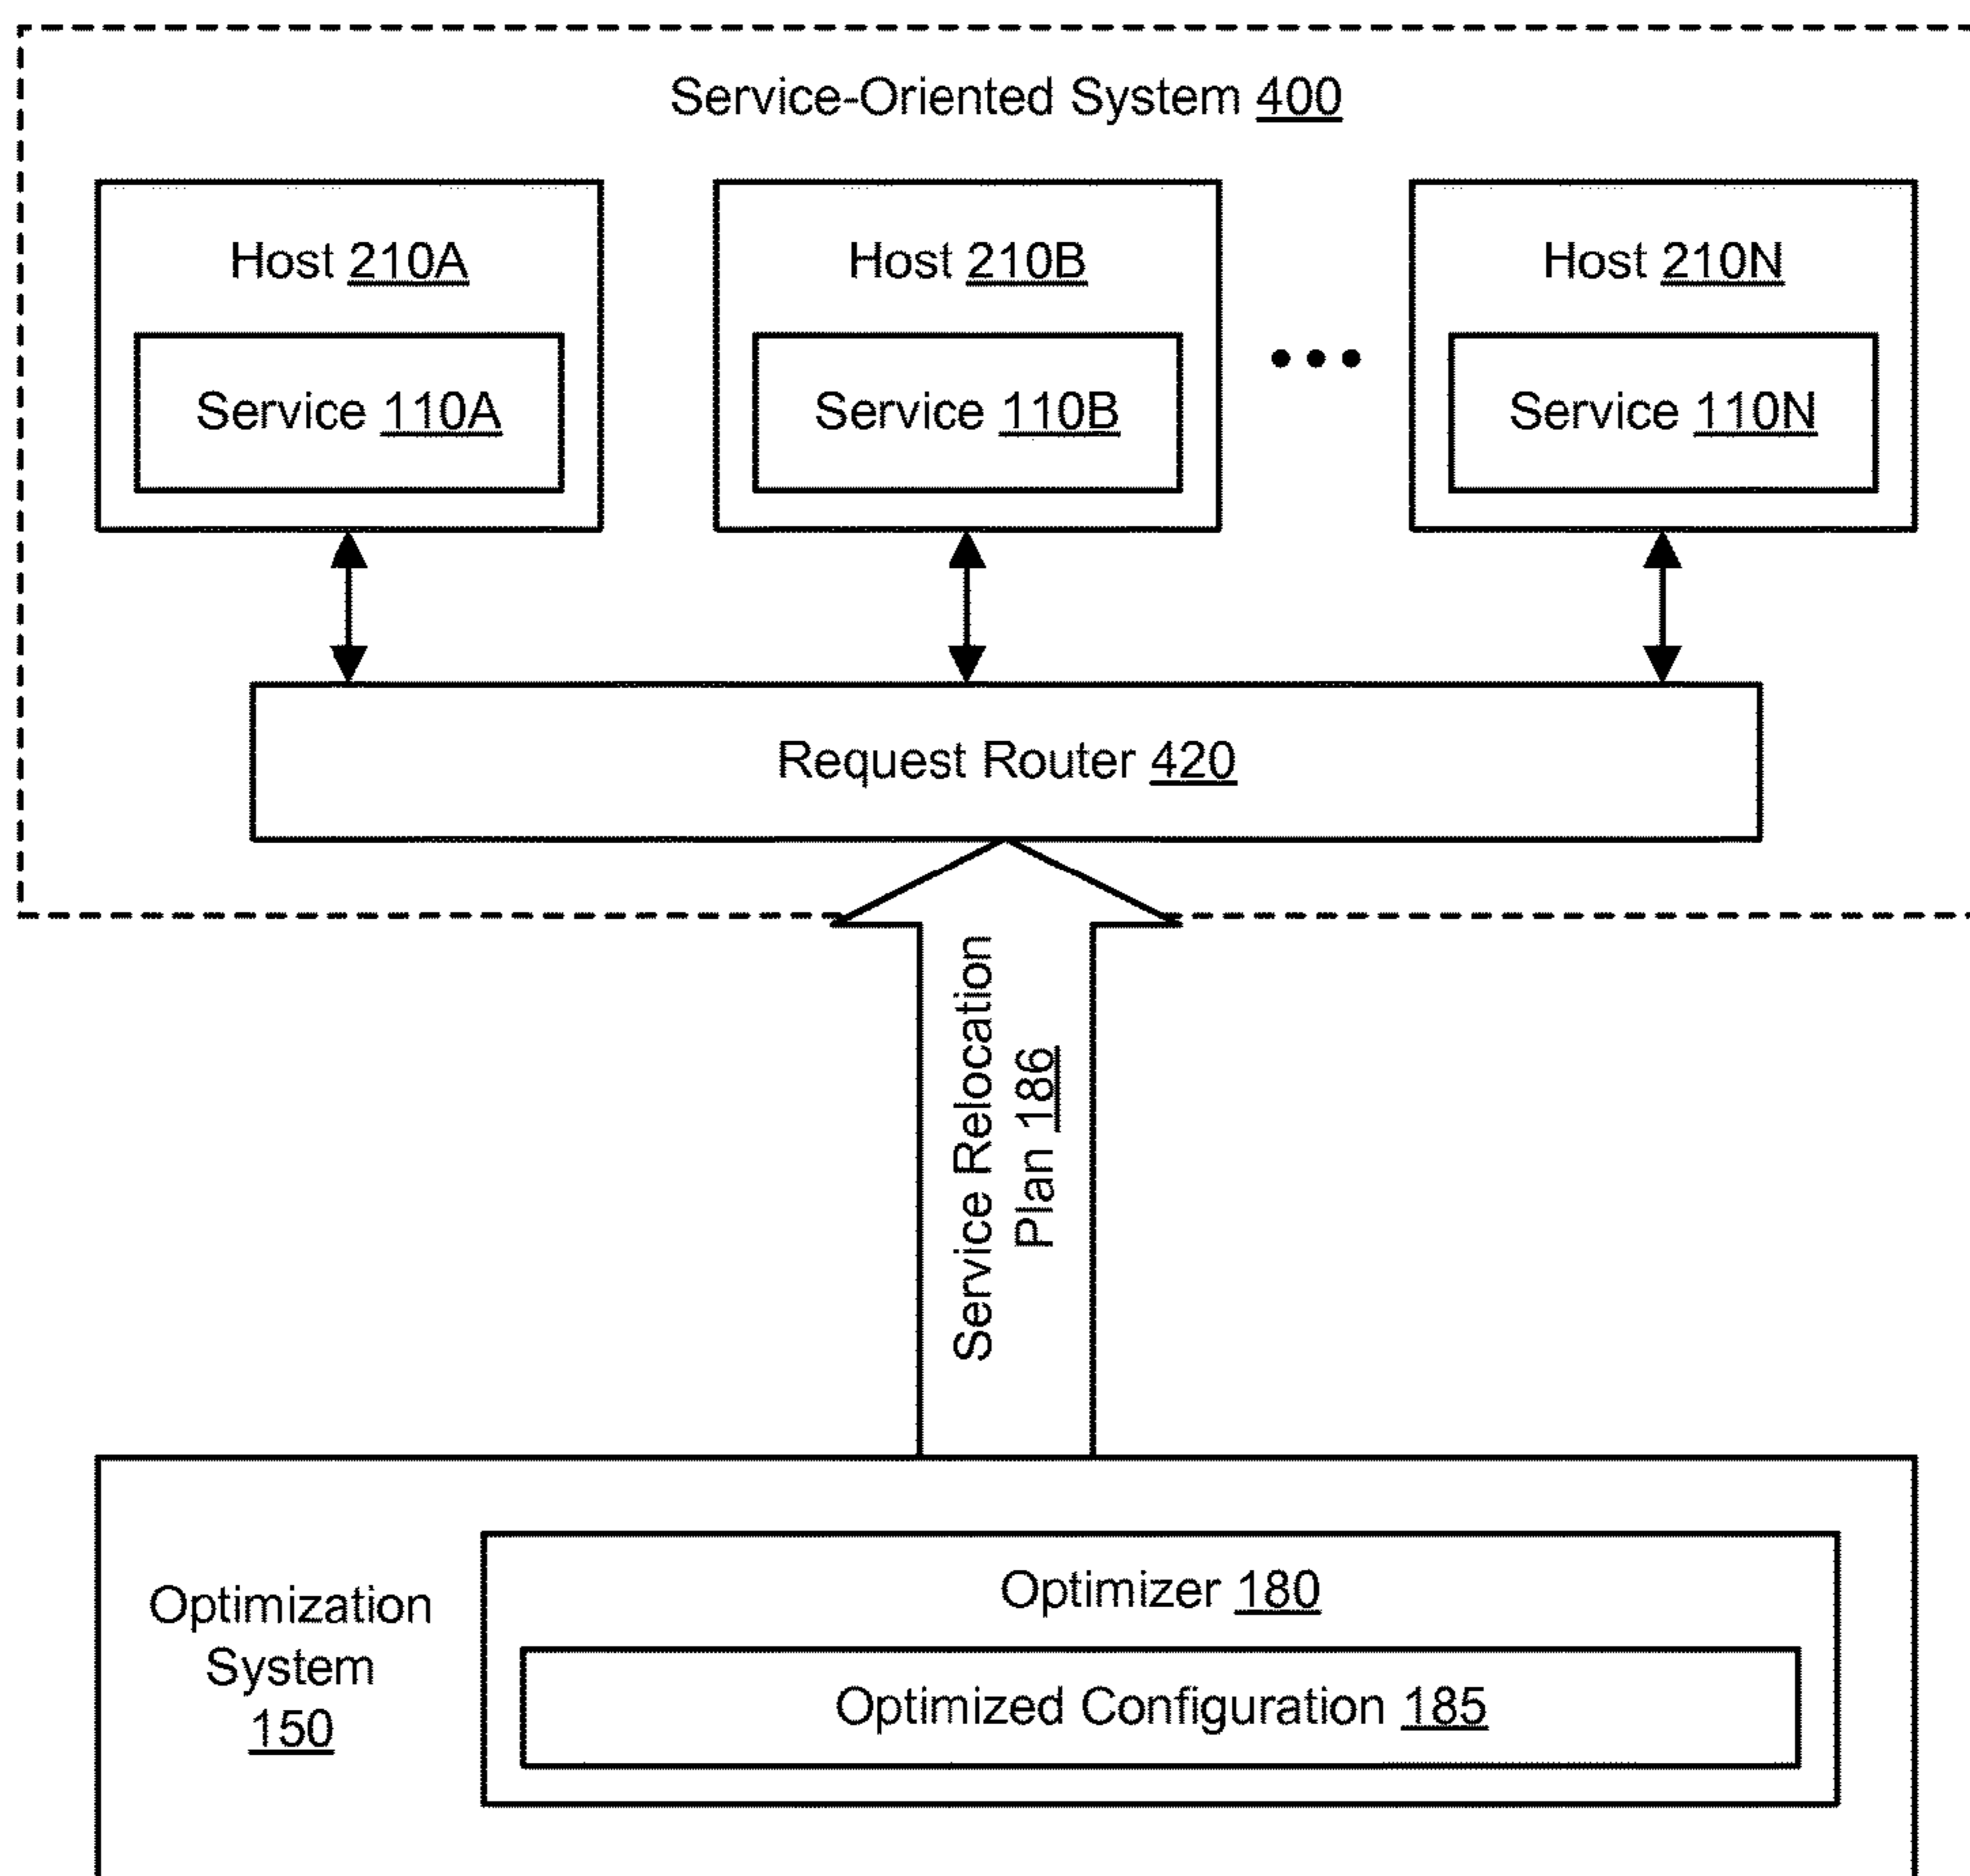 Service-Oriented System 400
Host 210A
Service 110A
Host 210B
Service 110B
Host 210N
Service 110N
Request Router 420
Service Relocation
Plan 186
Optimization
System
150
Optimizer 180
Optimized Configuration 185